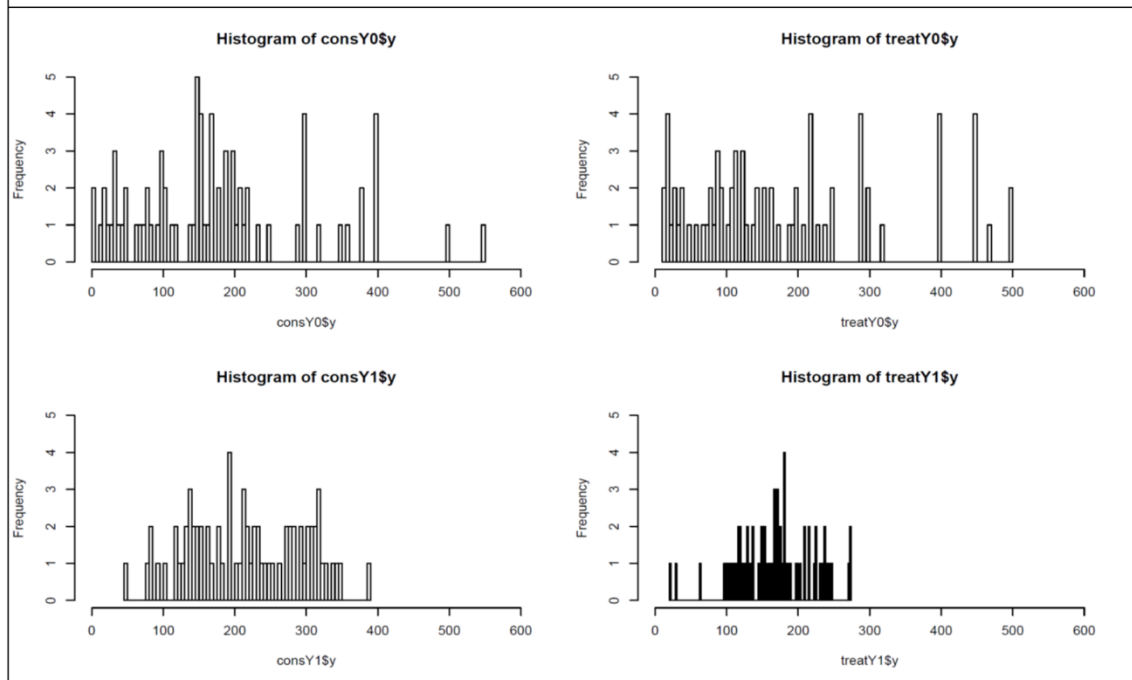 Histogram of consY0$y
Frequency
0 1 2 3 4 5
0 100 200 300 400 500 600
consY0$y
Histogram of treatY0$y
Frequency
0 1 2 3 4 5
0 100 200 300 400 500 600
treatY0$y
Histogram of consY1$y
Frequency
0 1 2 3 4 5
0 100 200 300 400 500 600
consY1$y
Histogram of treatY1$y
Frequency
0 1 2 3 4 5
0 100 200 300 400 500 600
treatY1$y